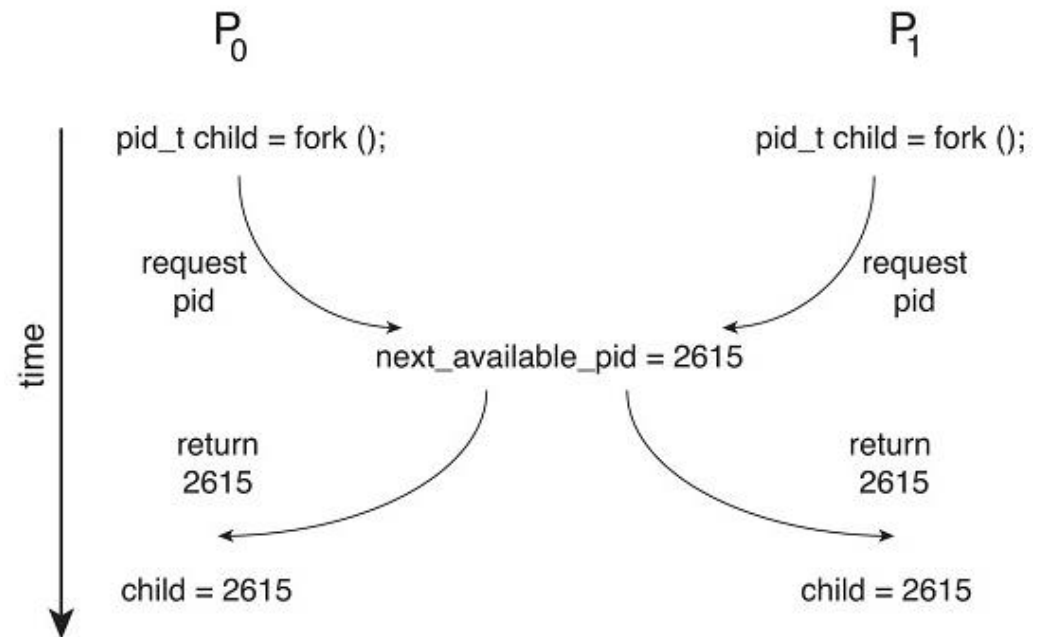 P0
P1
pid_t child = fork ();
pid_t child = fork ();
request
pid
request
pid
time
next_available_pid = 2615
return
2615
return
2615
child = 2615
child = 2615